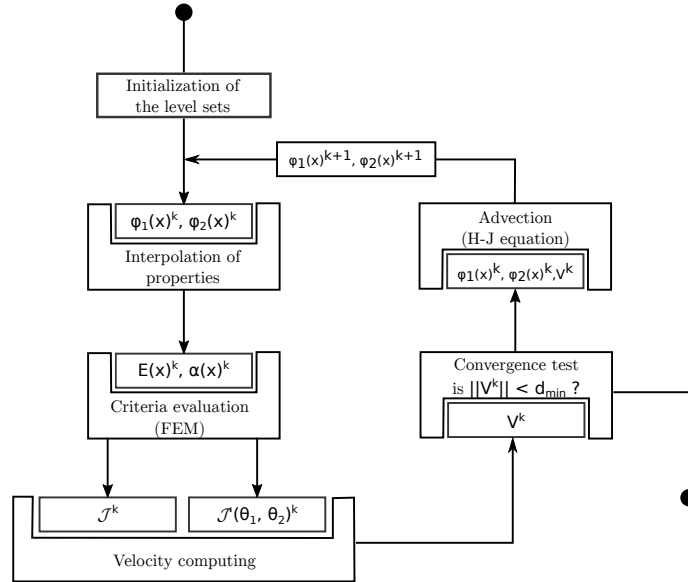 Initialization of
the level sets
φ₁(x)ᵏ⁺¹, φ₂(x)ᵏ⁺¹
φ₁(x)ᵏ, φ₂(x)ᵏ
Interpolation of
properties
Advection
(H-J equation)
φ₁(x)ᵏ, φ₂(x)ᵏ,Vᵏ
E(x)ᵏ, α(x)ᵏ
Criteria evaluation
(FEM)
Convergence test
is ||Vᵏ|| < d_min ?
Vᵏ
𝒥ᵏ
𝒥'(θ₁, θ₂)ᵏ
Velocity computing